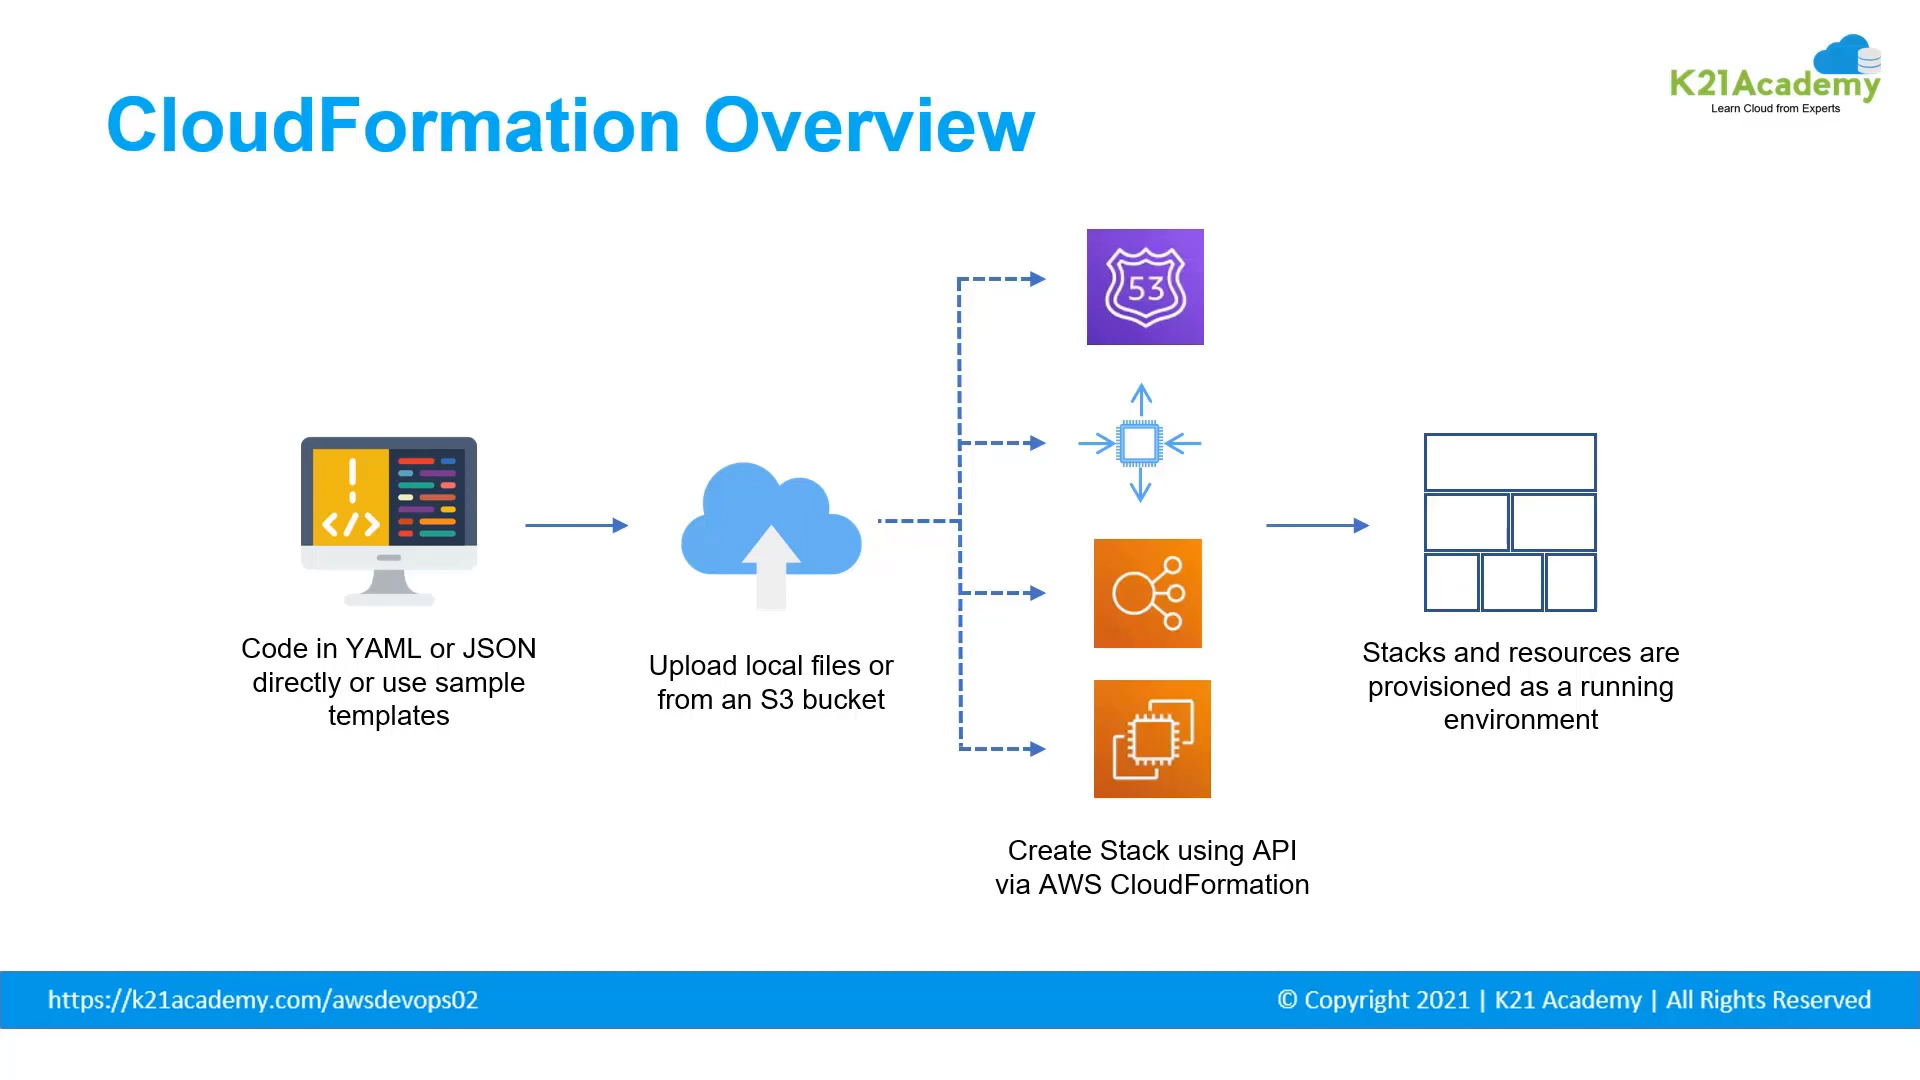 K21Academy
Learn Cloud from Experts
CloudFormation Overview
53
</>
Code in YAML or JSON
directly or use sample
templates
Upload local files or
from an S3 bucket
Create Stack using API
via AWS CloudFormation
Stacks and resources are
provisioned as a running
environment
https://k21academy.com/awsdevops02
© Copyright 2021 | K21 Academy | All Rights Reserved